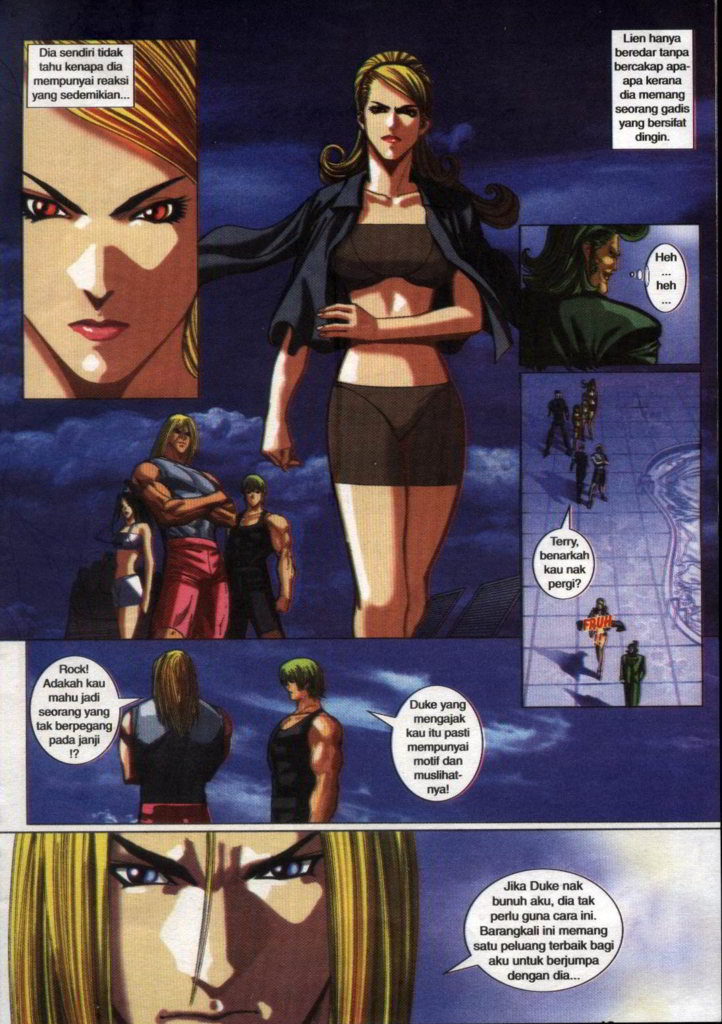 Dia sendiri tidak
tahu kenapa dia
mempunyai reaksi
yang sedemikian...
Lien hanya
beredar tanpa
bercakap apa-
apa kerana
dia memang
seorang gadis
yang bersifat
dingin.
Heh
...
heh
...
Terry,
benarkah
kau nak
pergi?
FRUH
Rock!
Adakah kau
mahu jadi
seorang yang
tak berpegang
pada janji
!?
Duke yang
mengajak
kau itu pasti
mempunyai
motif dan
muslihat-
nya!
Jika Duke nak
bunuh aku, dia tak
perlu guna cara ini.
Barangkali ini memang
satu peluang terbaik bagi
aku untuk berjumpa
dengan dia...